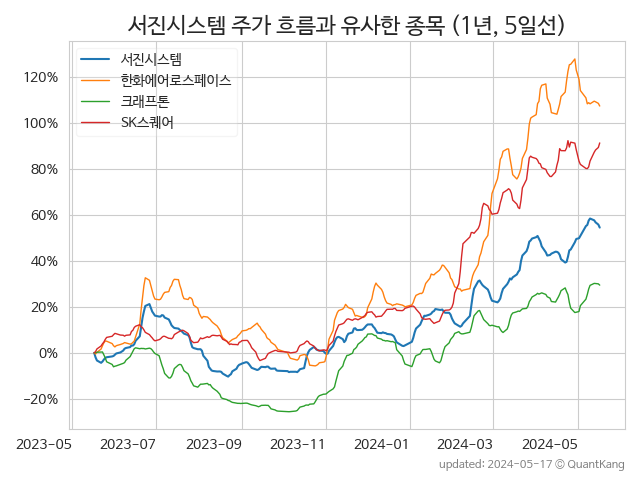 서진시스템 주가 흐름과 유사한 종목 (1년, 5일선)
서진시스템
한화에어로스페이스
크래프톤
SK스퀘어
120%
100%
80%
60%
40%
20%
0%
−20%
2023-05
2023-07
2023-09
2023-11
2024-01
2024-03
2024-05
updated: 2024-05-17 © QuantKang